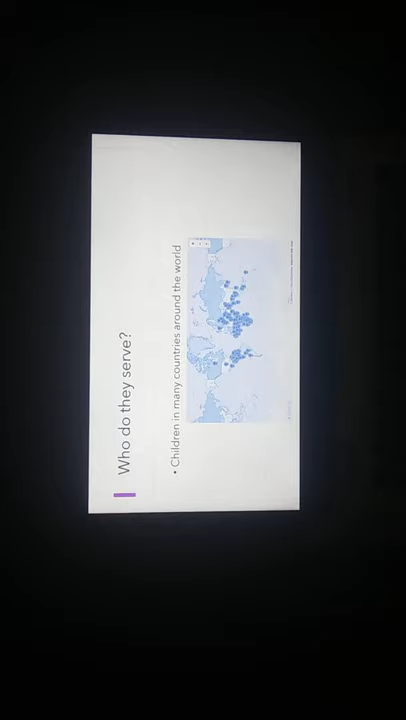 Who do they serve?
• Children in many countries around the world